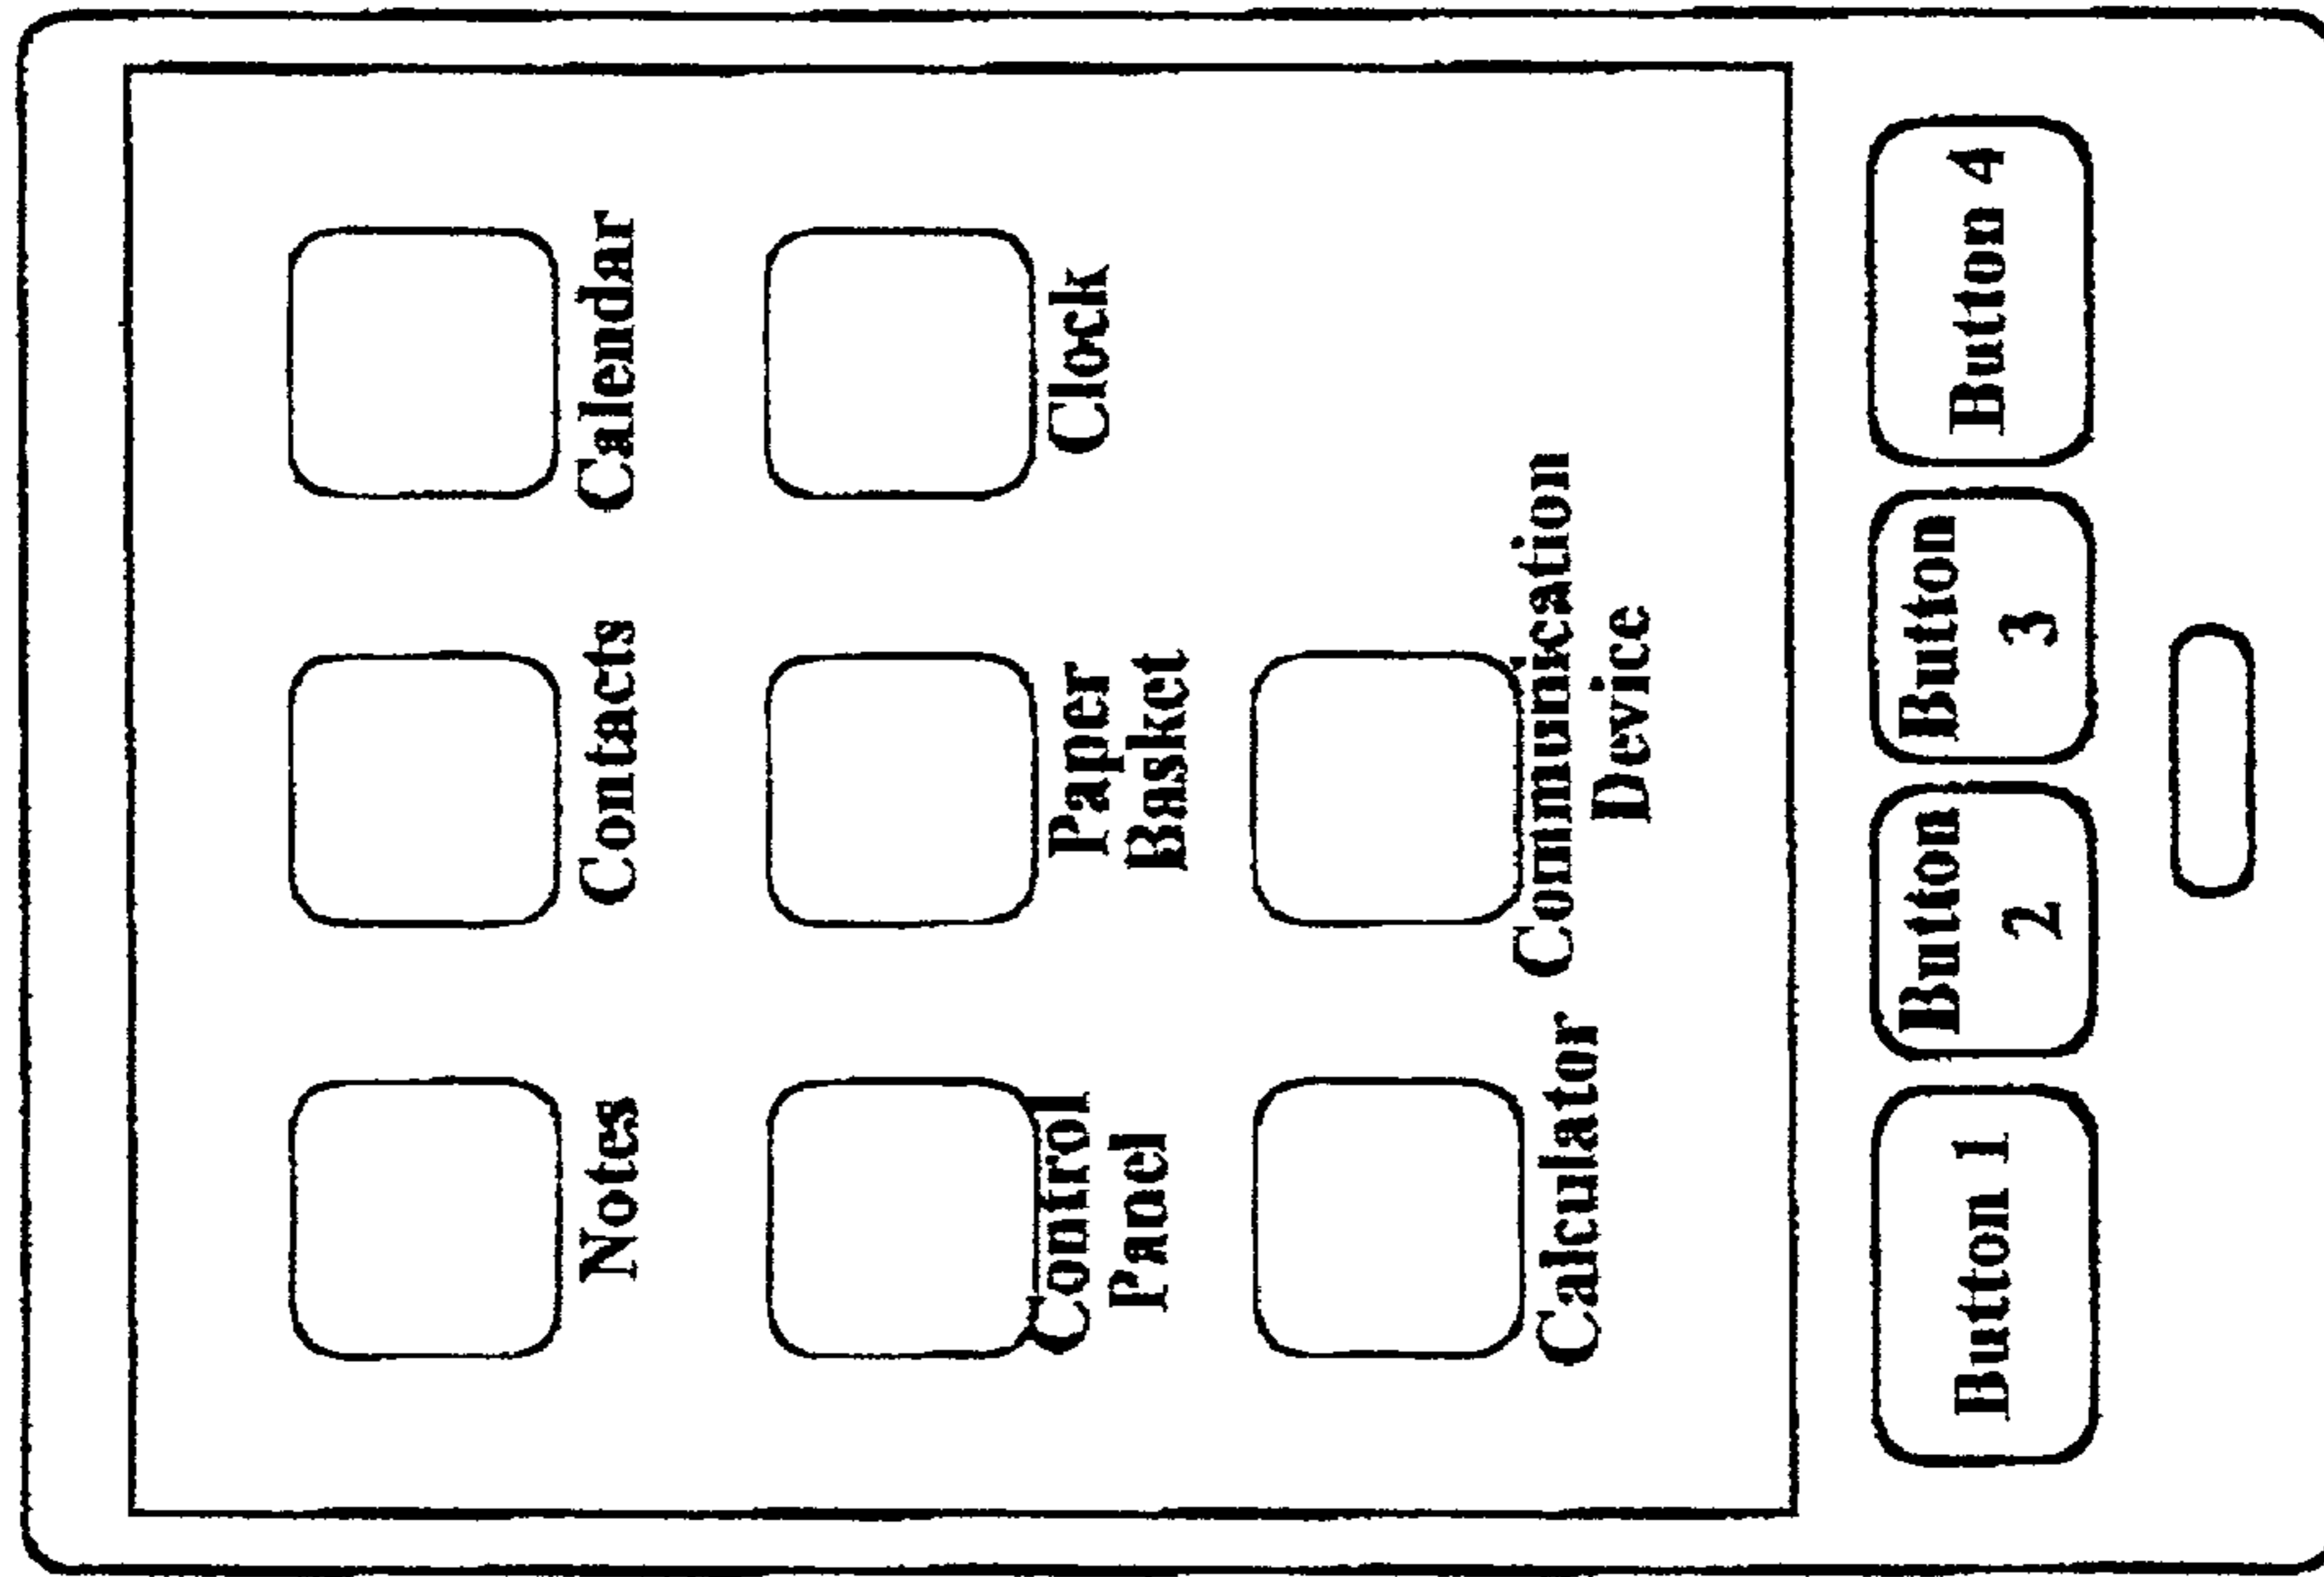 Notes
Contacts
Calendar
Control
Panel
Paper
Basket
Clock
Calculator
Communication
Device
Button 1
Button
2
Button
3
Button 4